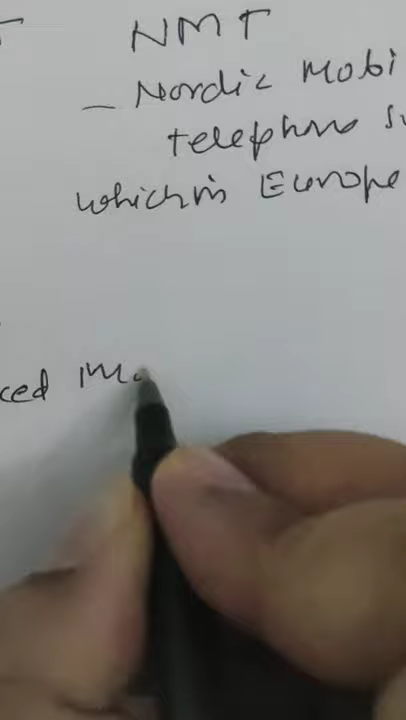 NMT
– Nordic Mobi
telephone S
which in Europe
ced